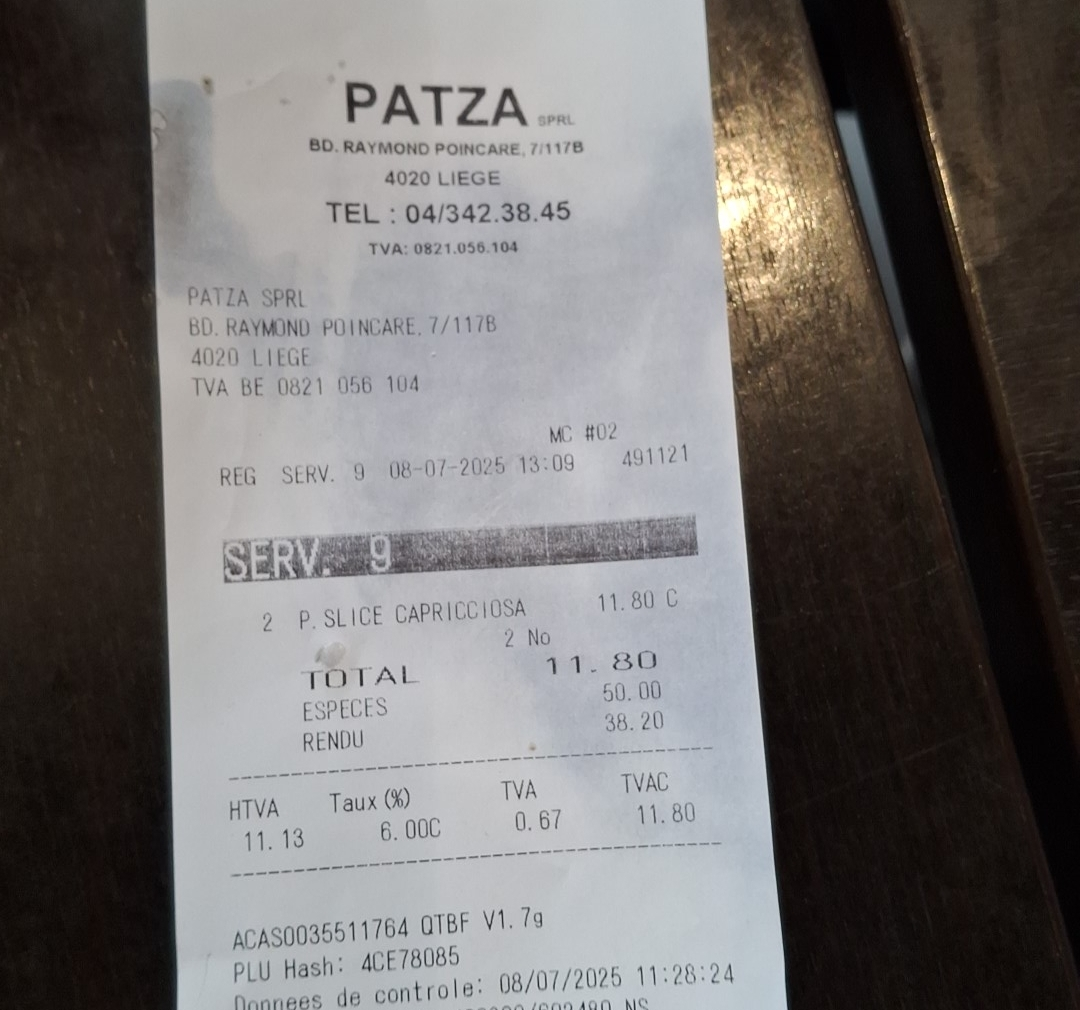 PATZA SPRL
BD. RAYMOND POINCARE, 7/117B
4020 LIEGE
TEL : 04/342.38.45
TVA: 0821.056.104
PATZA SPRL
BD. RAYMOND POINCARE, 7/117B
4020 LIEGE
TVA BE 0821 056 104
MC #02
REG SERV. 9 08-07-2025 13:09 491121
SERV. 9
2 P. SLICE CAPRICCIOSA 11.80 C
2 No
TOTAL 11.80
ESPECES 50.00
RENDU 38.20
HTVA Taux (%) TVA TVAC
11.13 6.00C 0.67 11.80
ACAS0035511764 QTBF V1.7g
PLU Hash: 4CE78085
Donnees de controle: 08/07/2025 11:28:24
NS